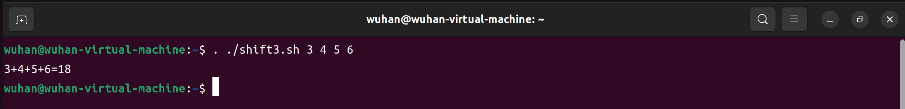 wuhan@wuhan-virtual-machine: ~
wuhan@wuhan-virtual-machine:~$ . ./shift3.sh 3 4 5 6
3+4+5+6=18
wuhan@wuhan-virtual-machine:~$